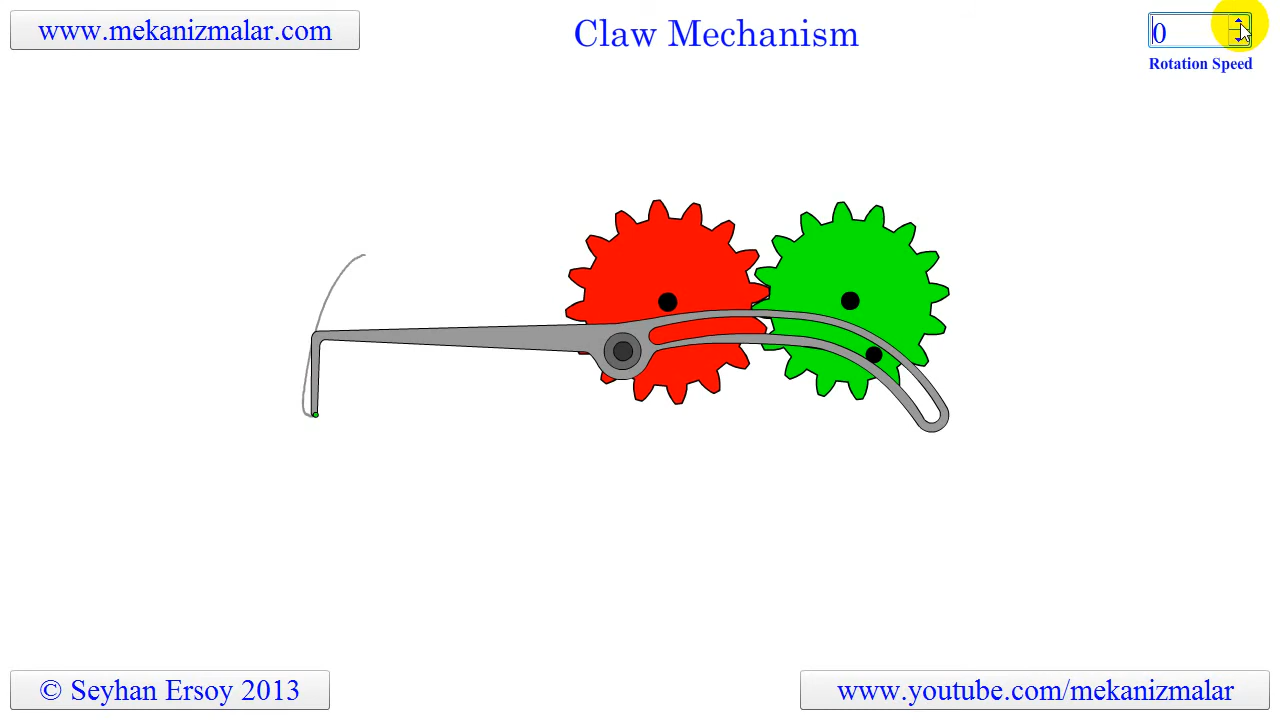 www.mekanizmalar.com
Claw Mechanism
0
Rotation Speed
© Seyhan Ersoy 2013
www.youtube.com/mekanizmalar